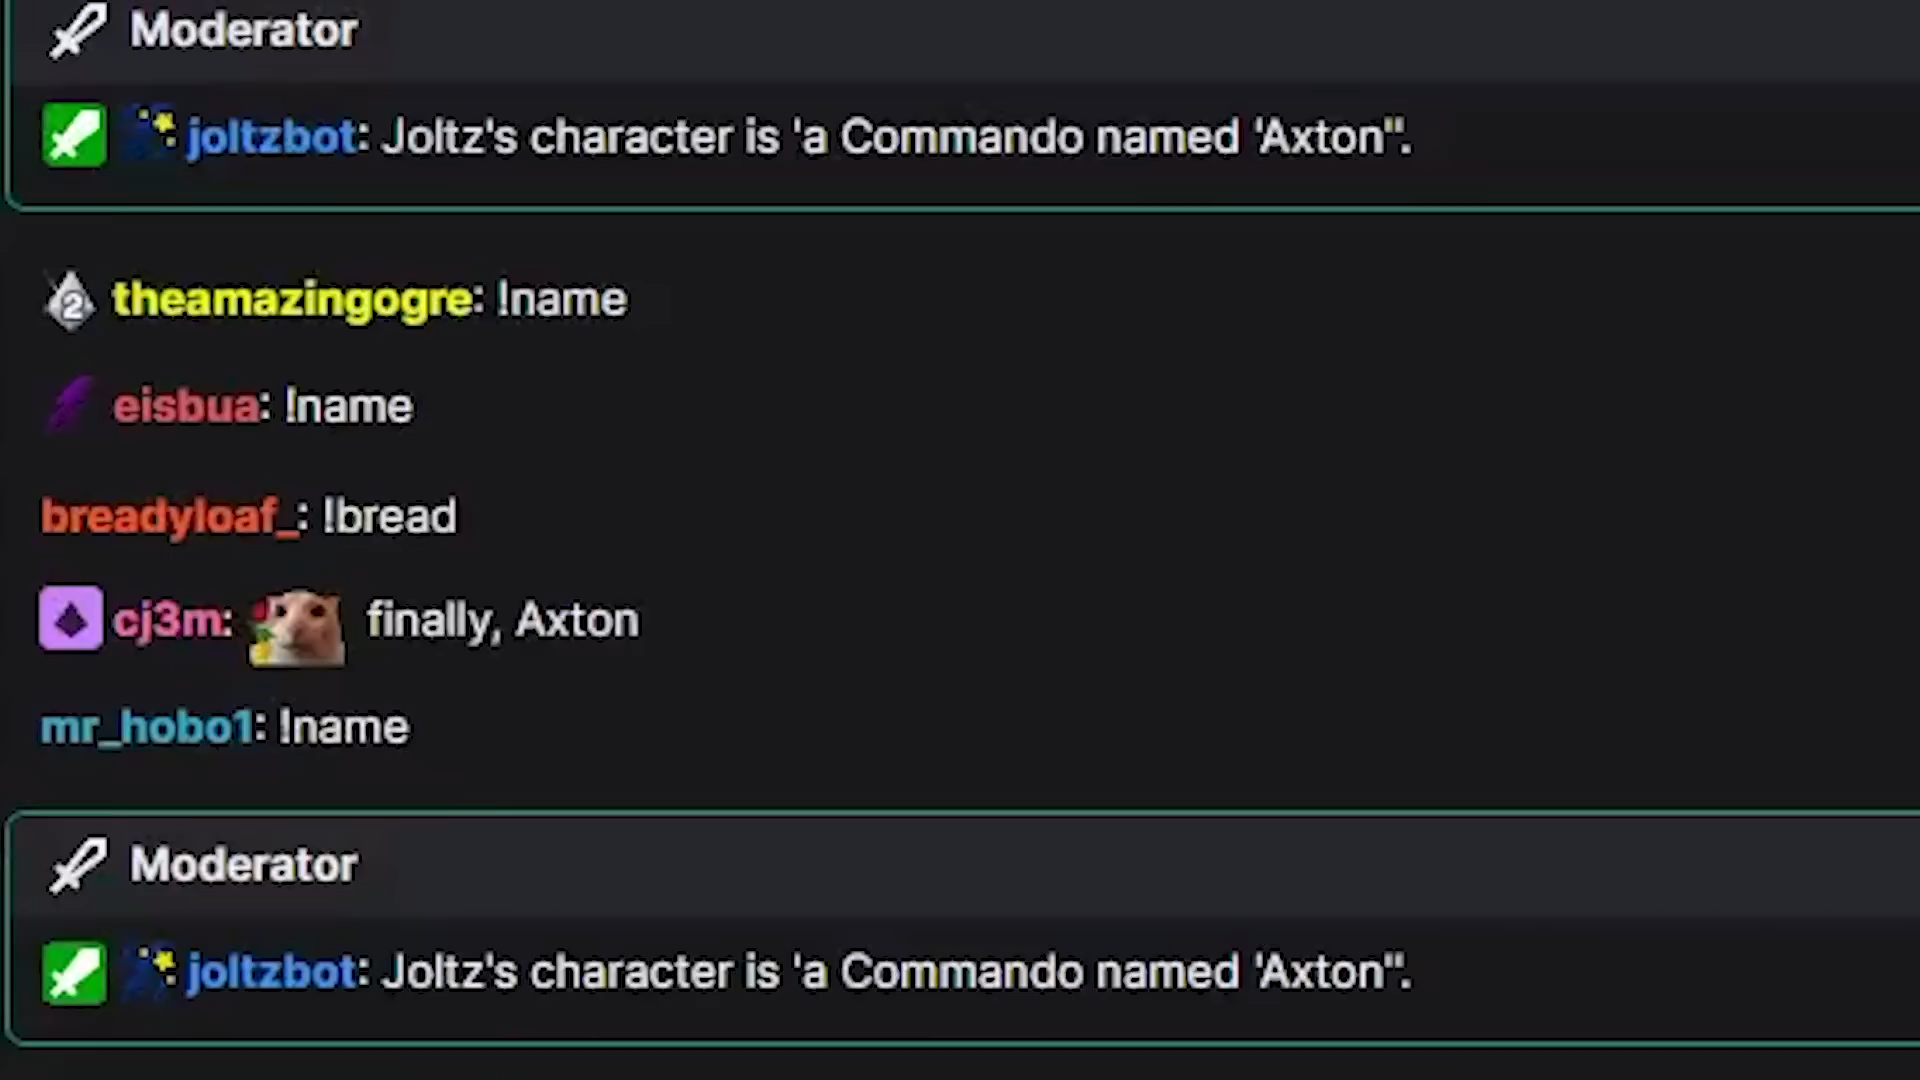 Moderator
joltzbot: Joltz's character is 'a Commando named 'Axton''.
2 theamazingogre: !name
eisbua: !name
breadyloaf_: !bread
cj3m: finally, Axton
mr_hobo1: !name
Moderator
joltzbot: Joltz's character is 'a Commando named 'Axton''.